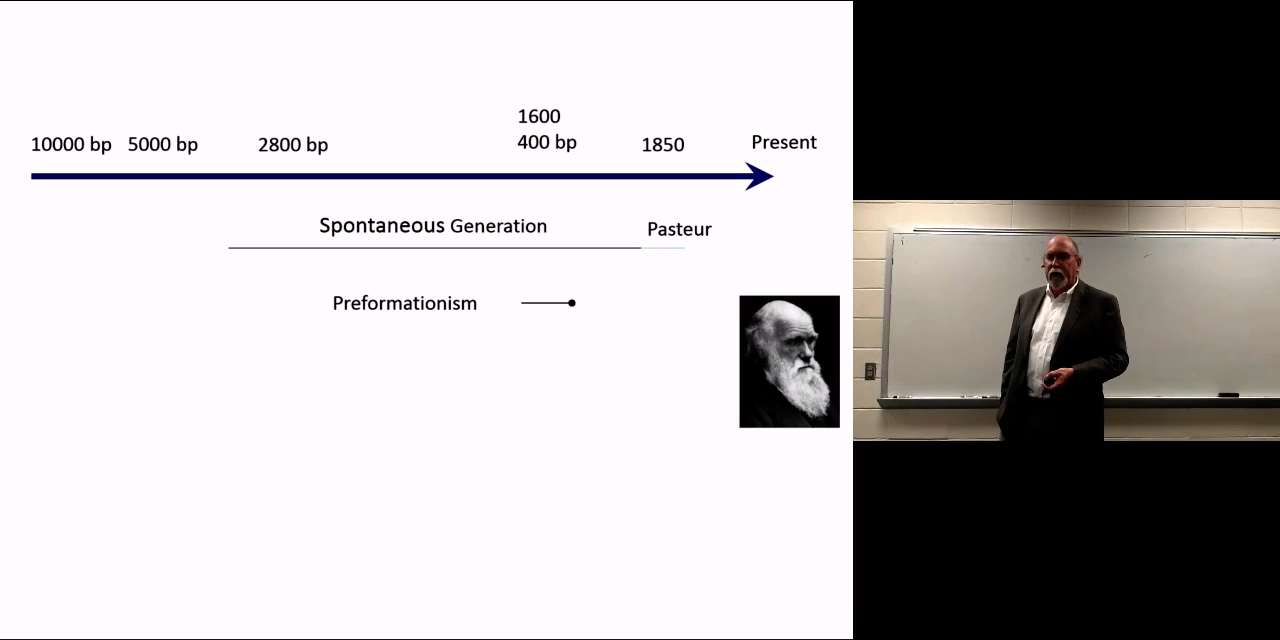 1600
10000 bp 5000 bp 2800 bp 400 bp 1850 Present
Spontaneous Generation Pasteur
Preformationism